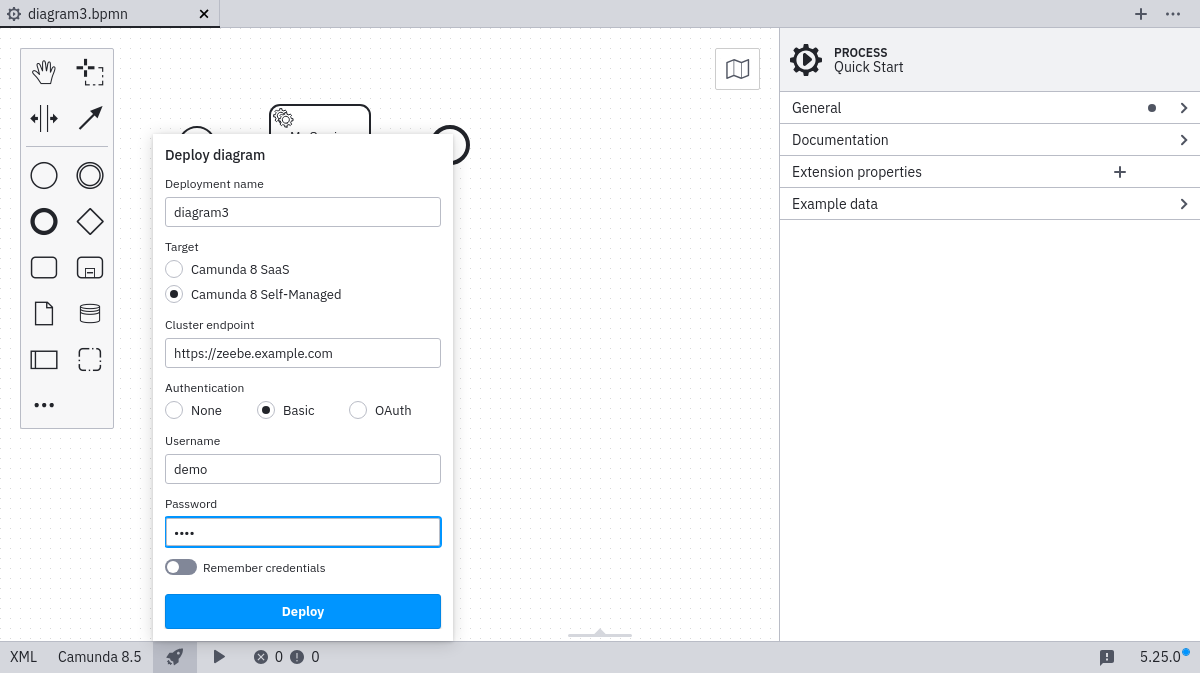 diagram3.bpmn
PROCESS
Quick Start
General
Documentation
Extension properties
Example data
Deploy diagram
Deployment name
diagram3
Target
Camunda 8 SaaS
Camunda 8 Self-Managed
Cluster endpoint
https://zeebe.example.com
Authentication
None Basic OAuth
Username
demo
Password
••••
Remember credentials
Deploy
XML Camunda 8.5 0 0 5.25.0